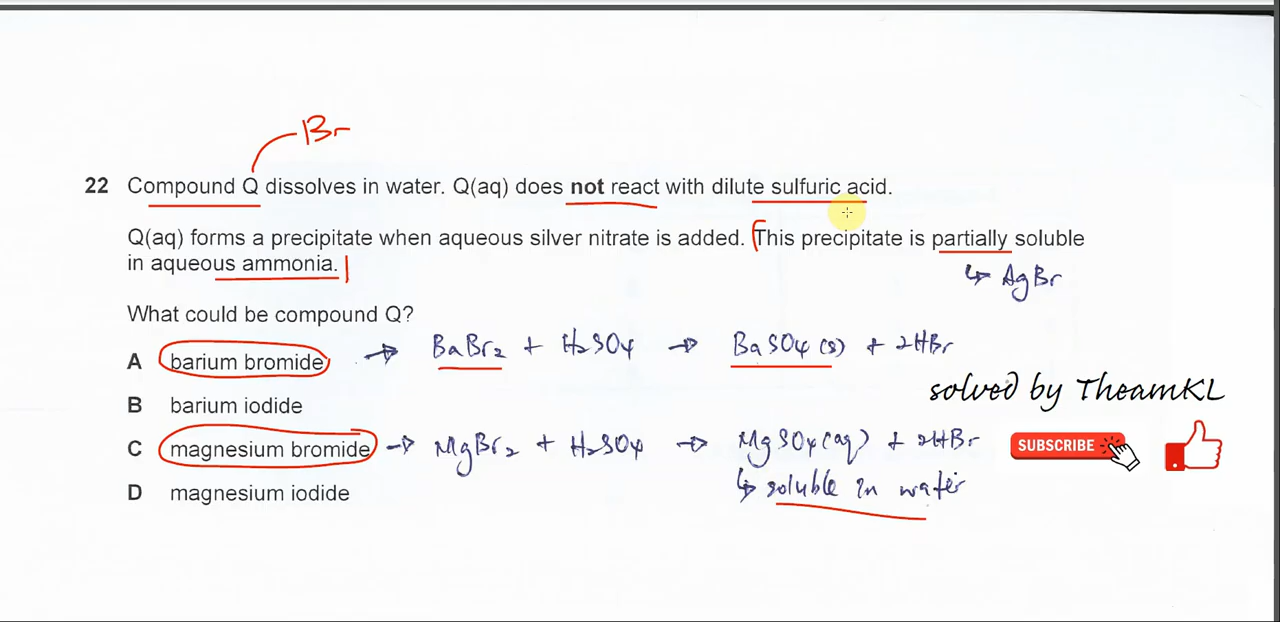 Br
22 Compound Q dissolves in water. Q(aq) does not react with dilute sulfuric acid.
Q(aq) forms a precipitate when aqueous silver nitrate is added. This precipitate is partially soluble
in aqueous ammonia.
↳ AgBr
What could be compound Q?
A barium bromide → BaBr₂ + H₂SO₄ → BaSO₄(s) + 2HBr
solved by TheamKL
B barium iodide
C magnesium bromide → MgBr₂ + H₂SO₄ → MgSO₄(aq) + 2HBr
SUBSCRIBE
↳ soluble in water
D magnesium iodide